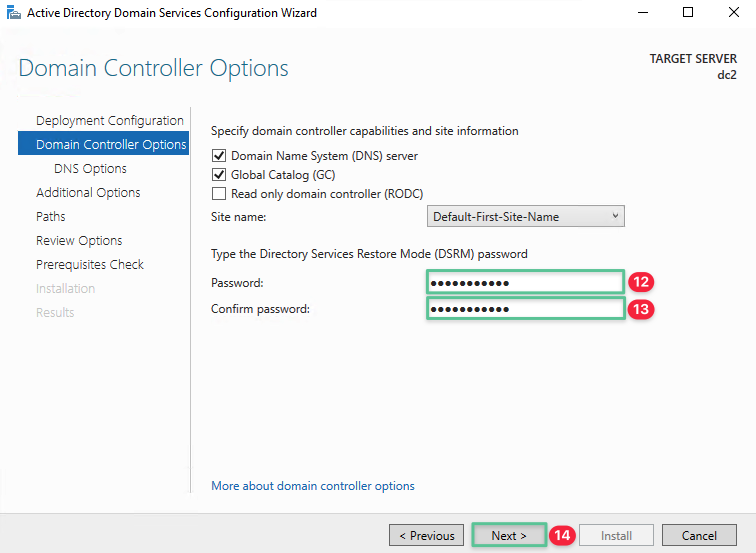 Active Directory Domain Services Configuration Wizard
Domain Controller Options
TARGET SERVER
dc2
Deployment Configuration
Domain Controller Options
DNS Options
Additional Options
Paths
Review Options
Prerequisites Check
Installation
Results
Specify domain controller capabilities and site information
Domain Name System (DNS) server
Global Catalog (GC)
Read only domain controller (RODC)
Site name: Default-First-Site-Name
Type the Directory Services Restore Mode (DSRM) password
Password: ●●●●●●●●●●● 12
Confirm password: ●●●●●●●●●●● 13
More about domain controller options
< Previous Next > 14 Install Cancel